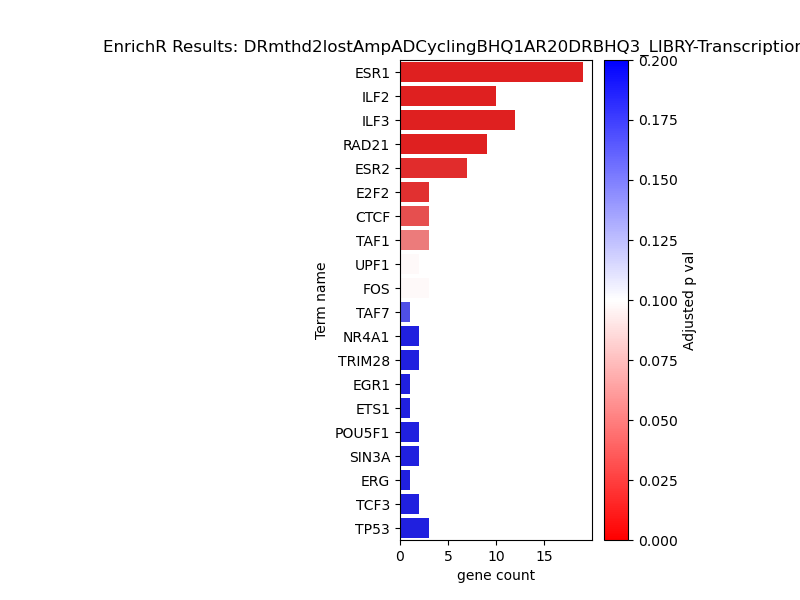 EnrichR Results: DRmthd2lostAmpADCyclingBHQ1AR20DRBHQ3_LIBRY-Transcription
ESR1
ILF2
ILF3
RAD21
ESR2
E2F2
CTCF
TAF1
UPF1
FOS
TAF7
NR4A1
TRIM28
EGR1
ETS1
POU5F1
SIN3A
ERG
TCF3
TP53
Term name
0 5 10 15
gene count
0.200
0.175
0.150
0.125
0.100
0.075
0.050
0.025
0.000
Adjusted p val